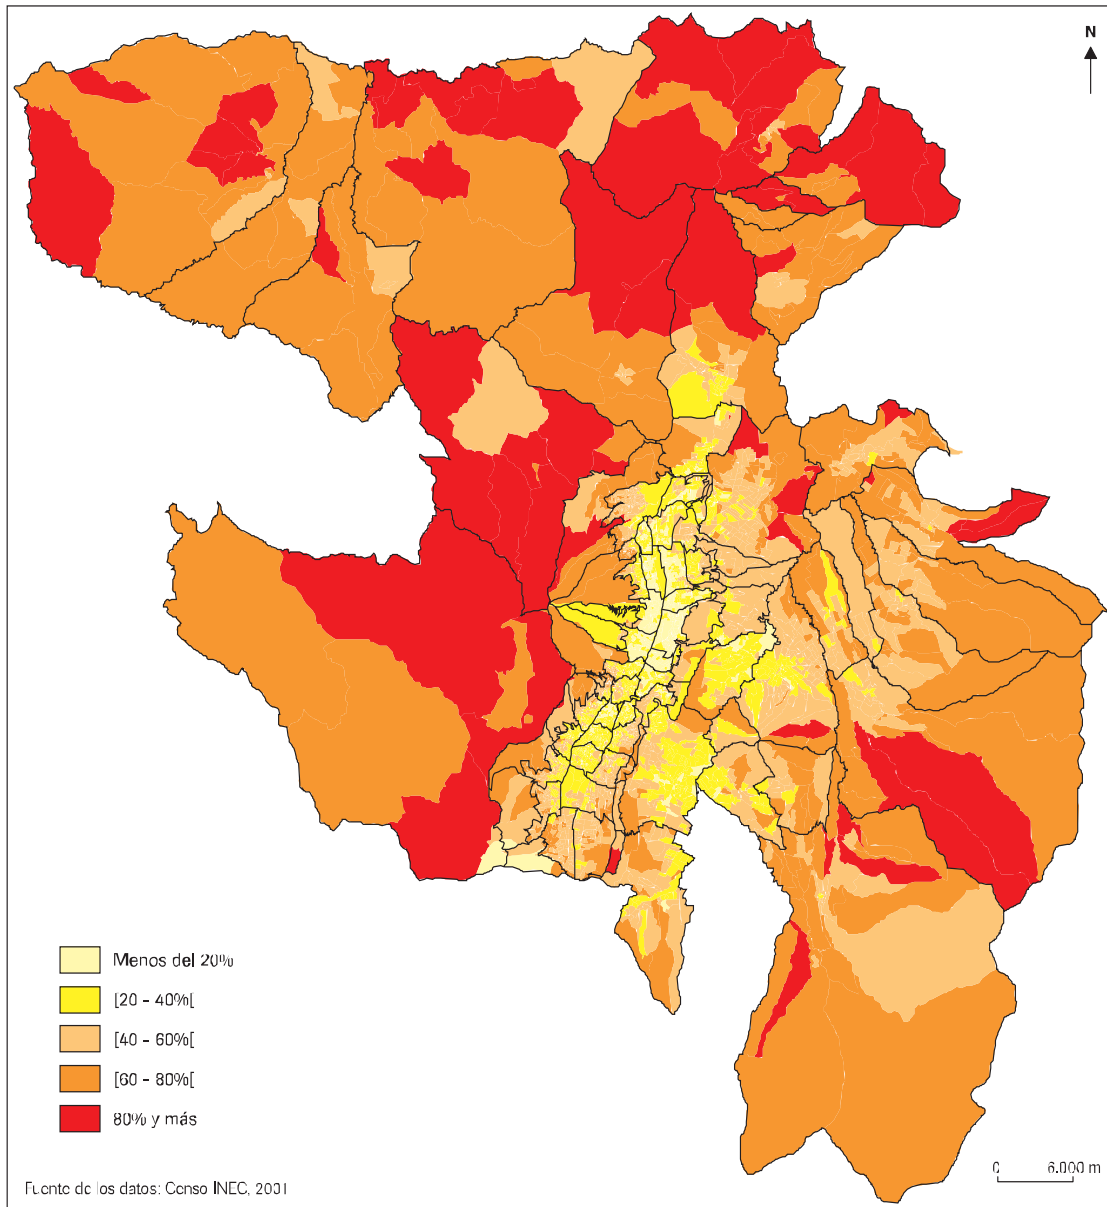 N
Menos del 20%
[20 - 40%[
[40 - 60%[
[60 - 80%[
80% y más
0 6.000 m
Fuente de los datos: Censo INEC, 2001